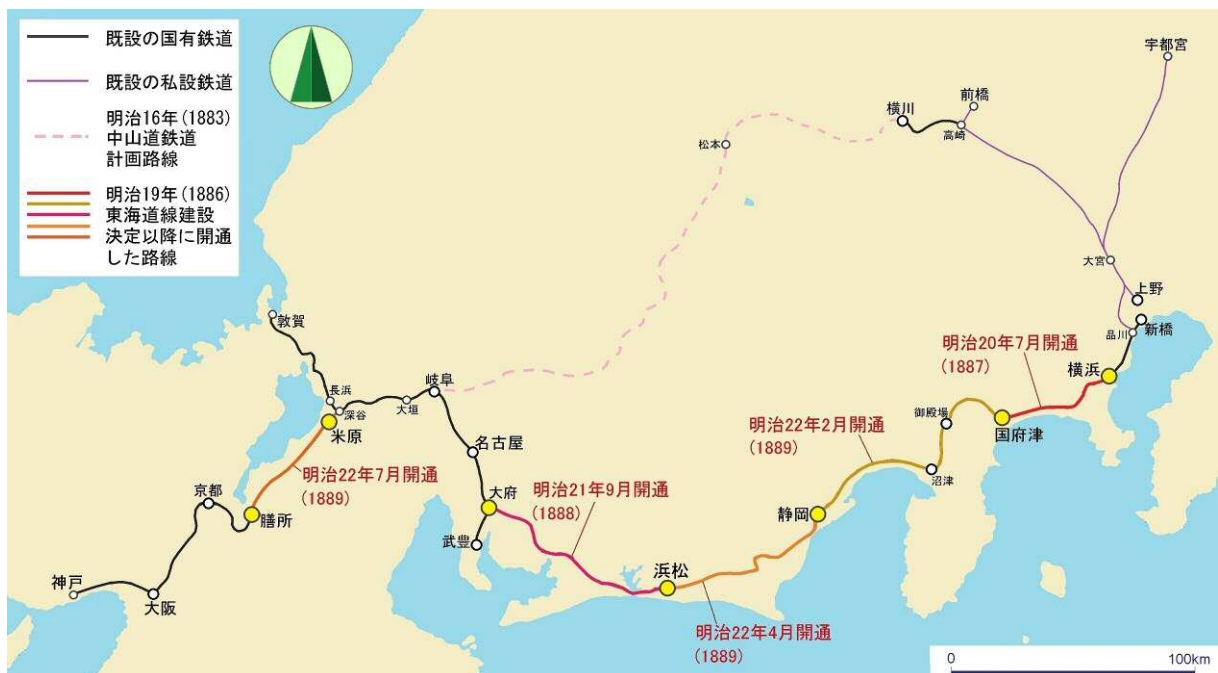 既設の国有鉄道
既設の私設鉄道
明治16年(1883)
中山道鉄道
計画路線
明治19年(1886)
東海道線建設
決定以降に開通
した路線
宇都宮
前橋
横川
高崎
松本
大宮
上野
品川
新橋
敦賀
明治20年7月開通
(1887)
横浜
岐阜
長浜
大垣
深谷
米原
御殿場
国府津
明治22年2月開通
(1889)
名古屋
明治22年7月開通
(1889)
沼津
京都
大府
明治21年9月開通
(1888)
膳所
静岡
武豊
浜松
神戸
大阪
明治22年4月開通
(1889)
0
100km